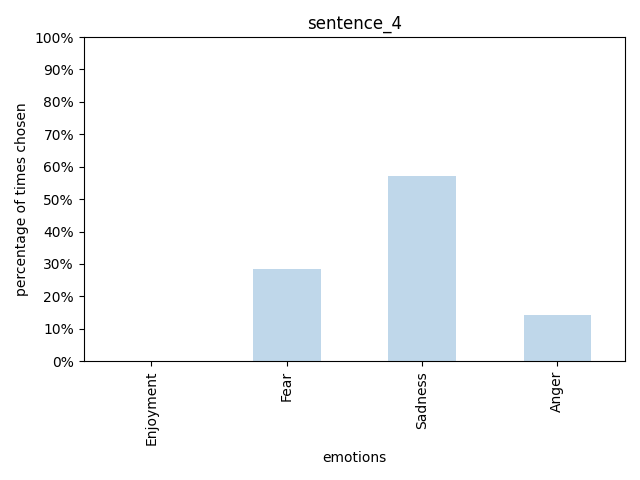 sentence_4
100%
90%
80%
70%
60%
50%
40%
30%
20%
10%
0%
percentage of times chosen
Enjoyment
Fear
Sadness
Anger
emotions